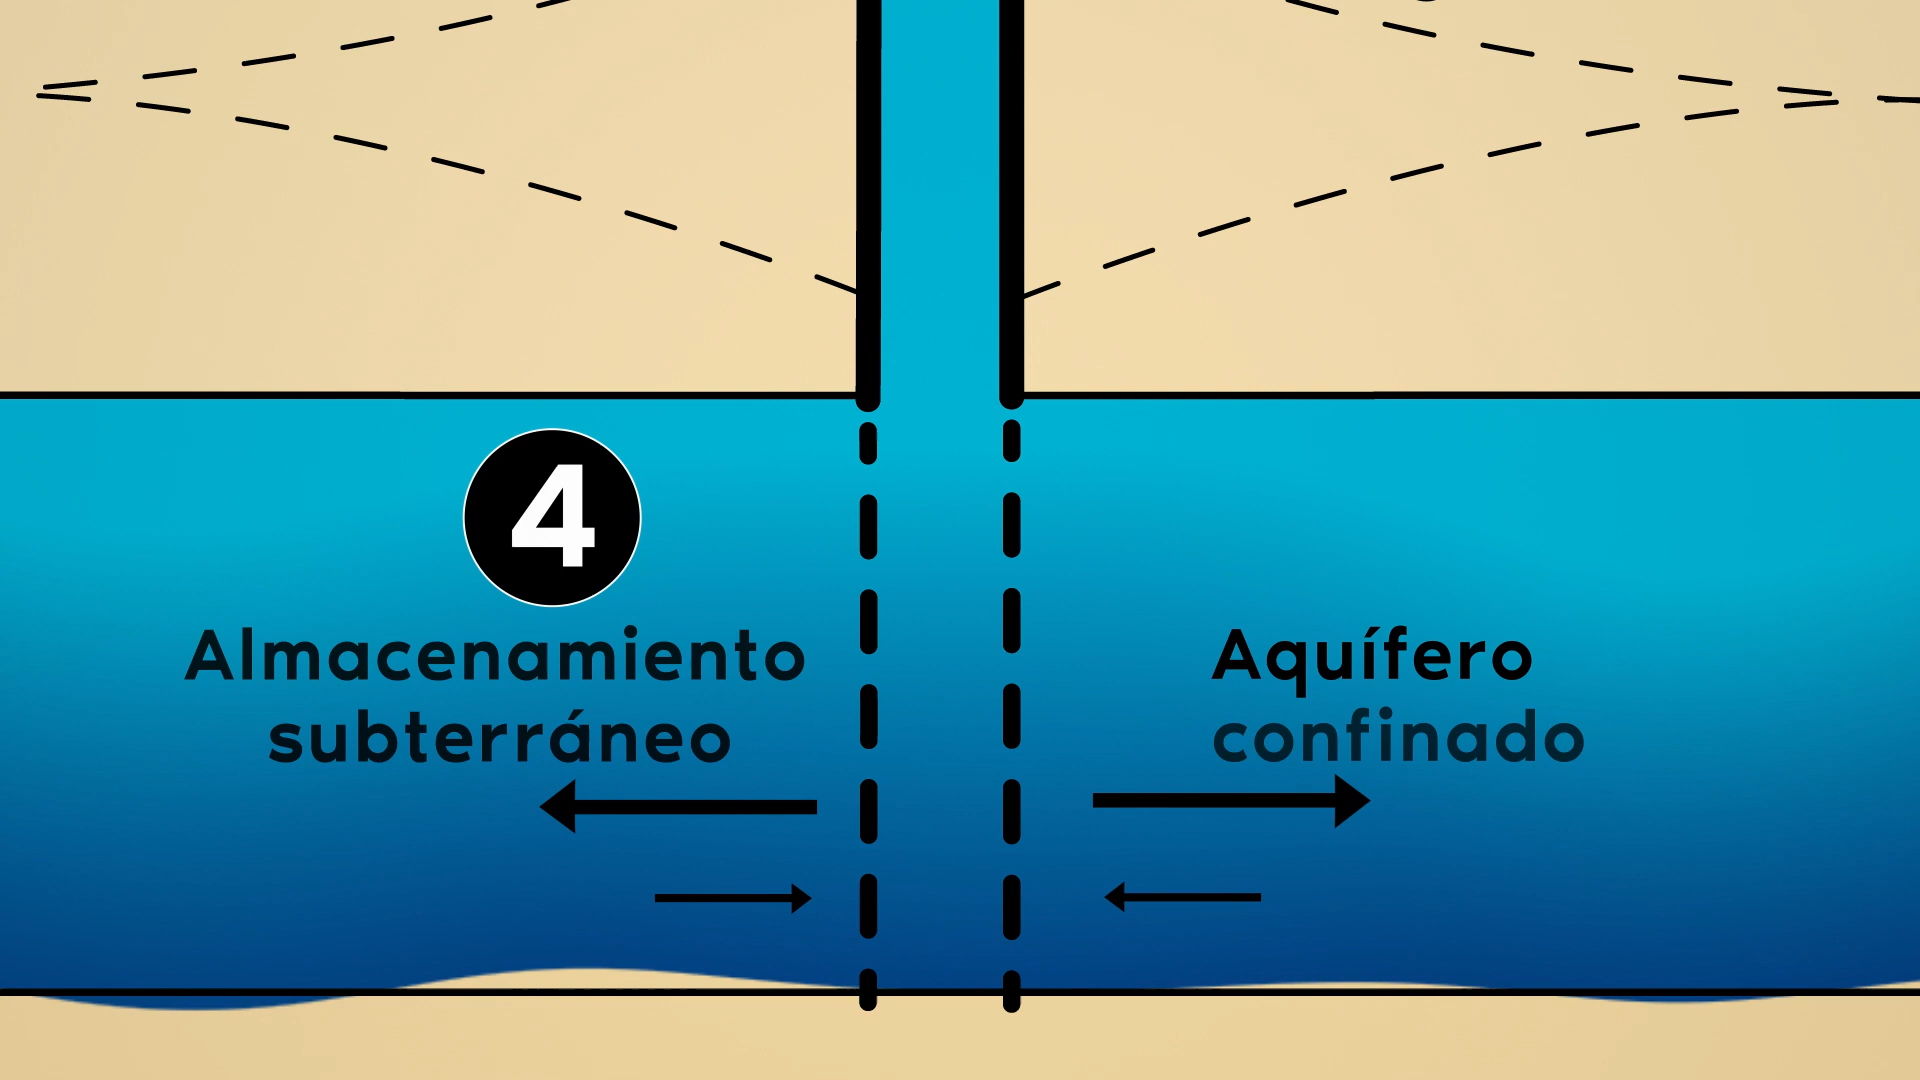 4
Almacenamiento
subterráneo
Aquífero
confinado